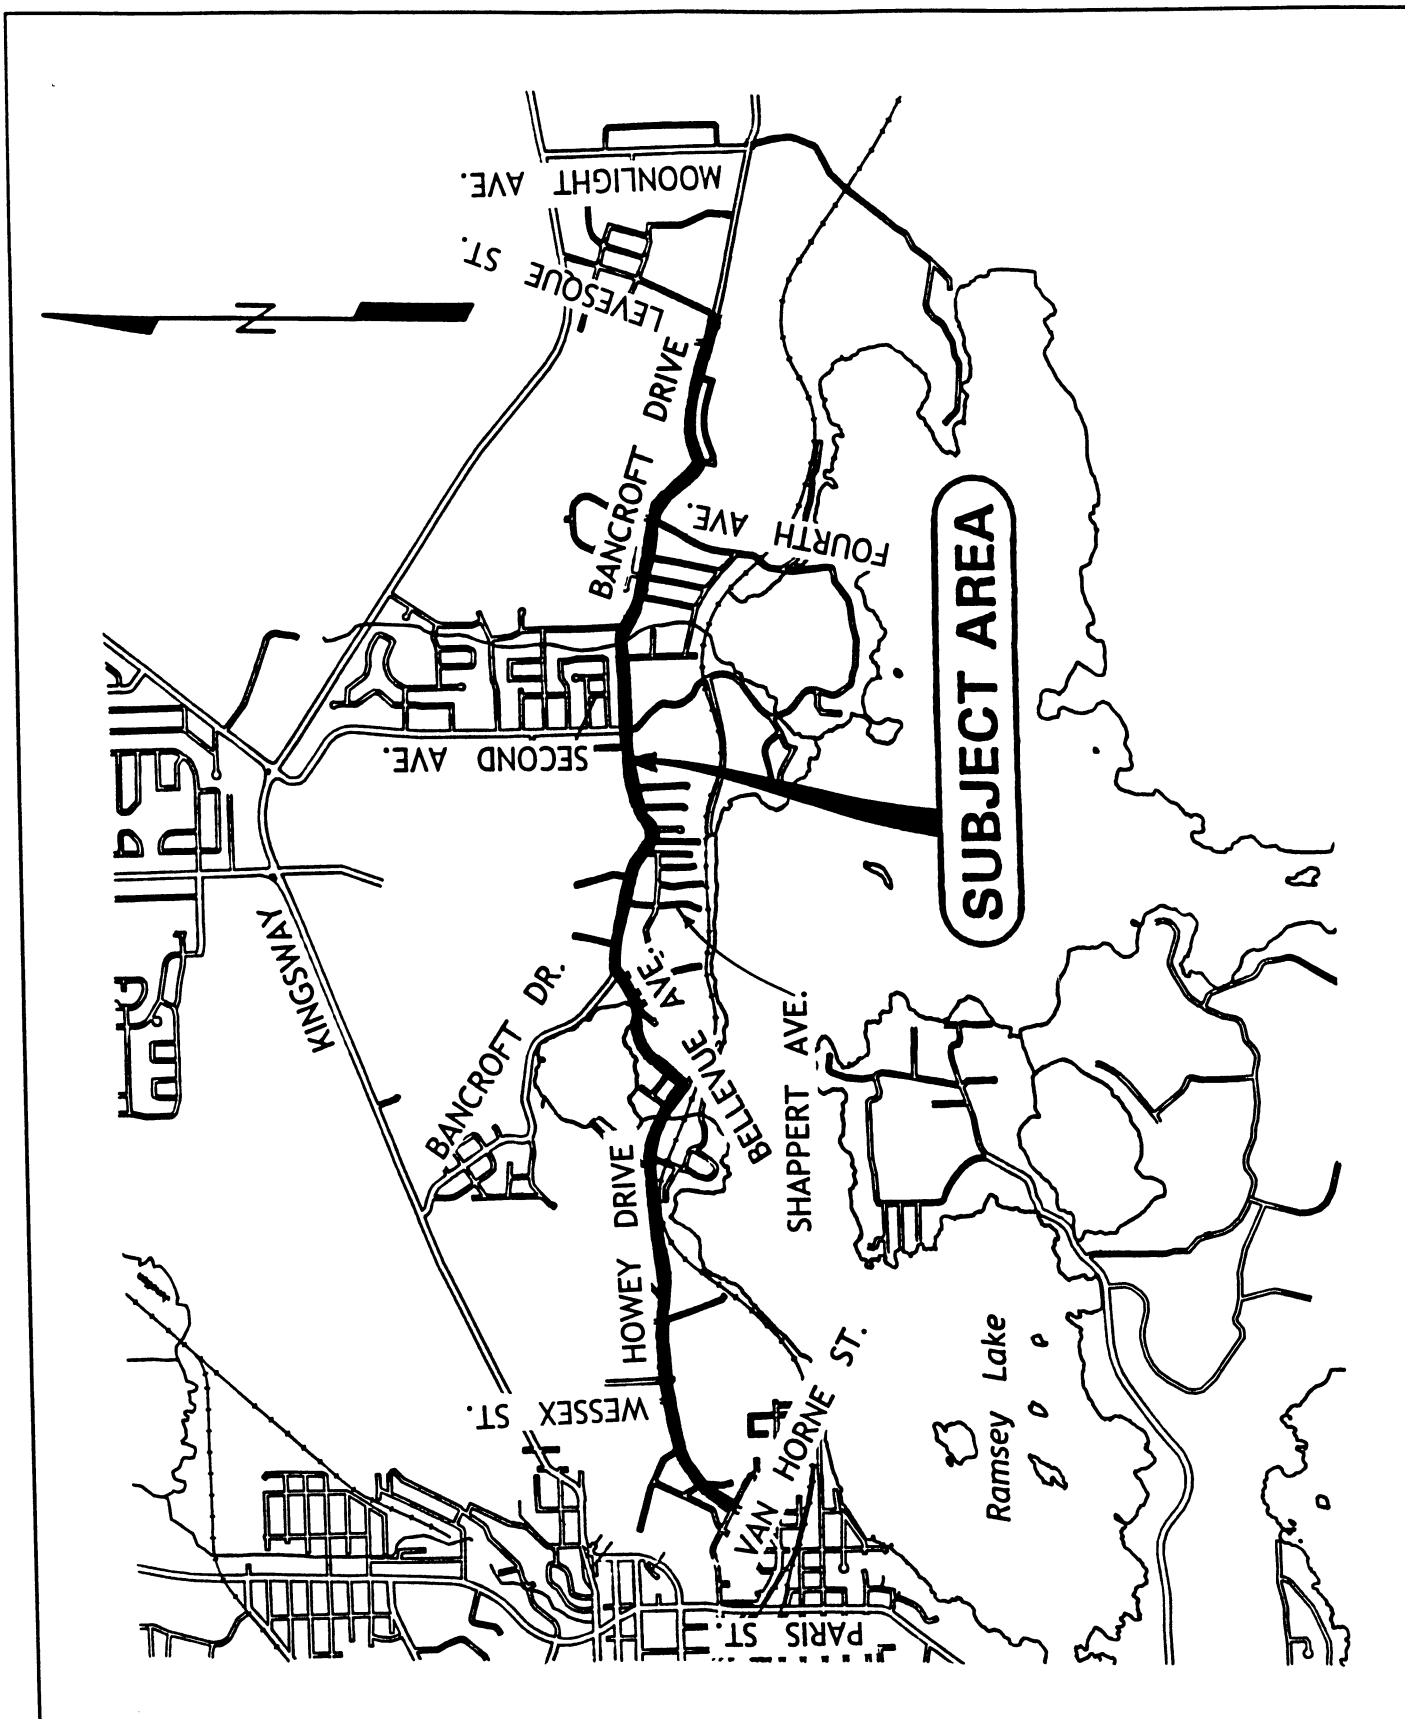 MOONLIGHT AVE.
LEVESQUE ST.
N
BANCROFT DRIVE
FOURTH AVE.
SECOND AVE.
SUBJECT AREA
KINGSWAY
BANCROFT DR.
BELLEVUE AVE.
SHAPPERT AVE.
HOWEY DRIVE
WESSEX ST.
VAN HORNE ST.
Ramsey Lake
PARIS ST.